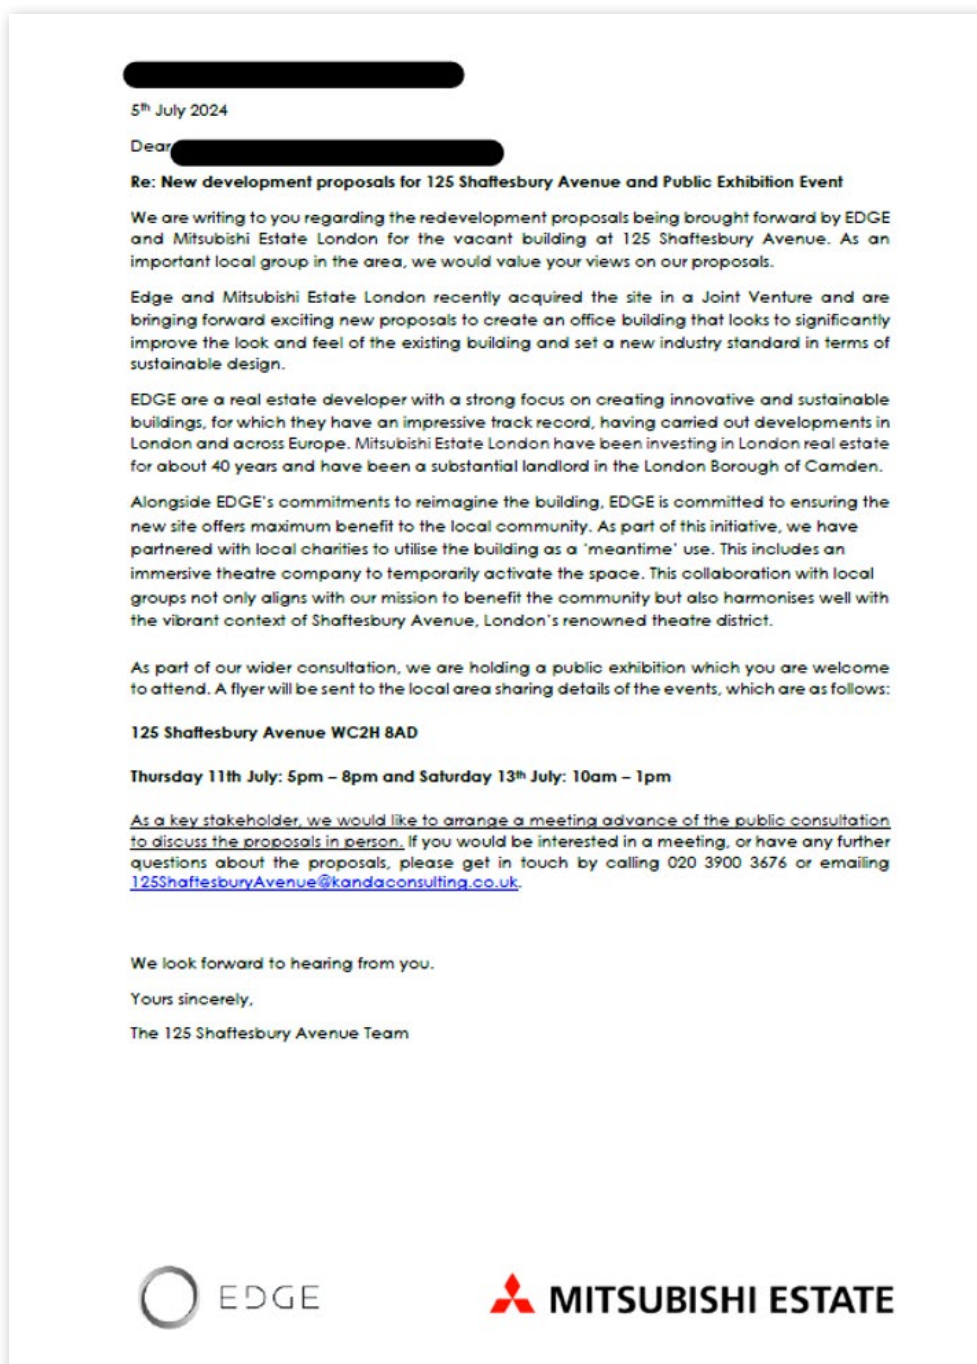 5th July 2024
Dear
Re: New development proposals for 125 Shaftesbury Avenue and Public Exhibition Event
We are writing to you regarding the redevelopment proposals being brought forward by EDGE
and Mitsubishi Estate London for the vacant building at 125 Shaftesbury Avenue. As an
important local group in the area, we would value your views on our proposals.
Edge and Mitsubishi Estate London recently acquired the site in a Joint Venture and are
bringing forward exciting new proposals to create an office building that looks to significantly
improve the look and feel of the existing building and set a new industry standard in terms of
sustainable design.
EDGE are a real estate developer with a strong focus on creating innovative and sustainable
buildings, for which they have an impressive track record, having carried out developments in
London and across Europe. Mitsubishi Estate London have been investing in London real estate
for about 40 years and have been a substantial landlord in the London Borough of Camden.
Alongside EDGE's commitments to reimagine the building, EDGE is committed to ensuring the
new site offers maximum benefit to the local community. As part of this initiative, we have
partnered with local charities to utilise the building as a 'meantime' use. This includes an
immersive theatre company to temporarily activate the space. This collaboration with local
groups not only aligns with our mission to benefit the community but also harmonises well with
the vibrant context of Shaftesbury Avenue, London's renowned theatre district.
As part of our wider consultation, we are holding a public exhibition which you are welcome
to attend. A flyer will be sent to the local area sharing details of the events, which are as follows:
125 Shaftesbury Avenue WC2H 8AD
Thursday 11th July: 5pm – 8pm and Saturday 13th July: 10am – 1pm
As a key stakeholder, we would like to arrange a meeting advance of the public consultation
to discuss the proposals in person. If you would be interested in a meeting, or have any further
questions about the proposals, please get in touch by calling 020 3900 3676 or emailing
125ShaftesburyAvenue@kandaconsulting.co.uk.
We look forward to hearing from you.
Yours sincerely,
The 125 Shaftesbury Avenue Team
EDGE
MITSUBISHI ESTATE